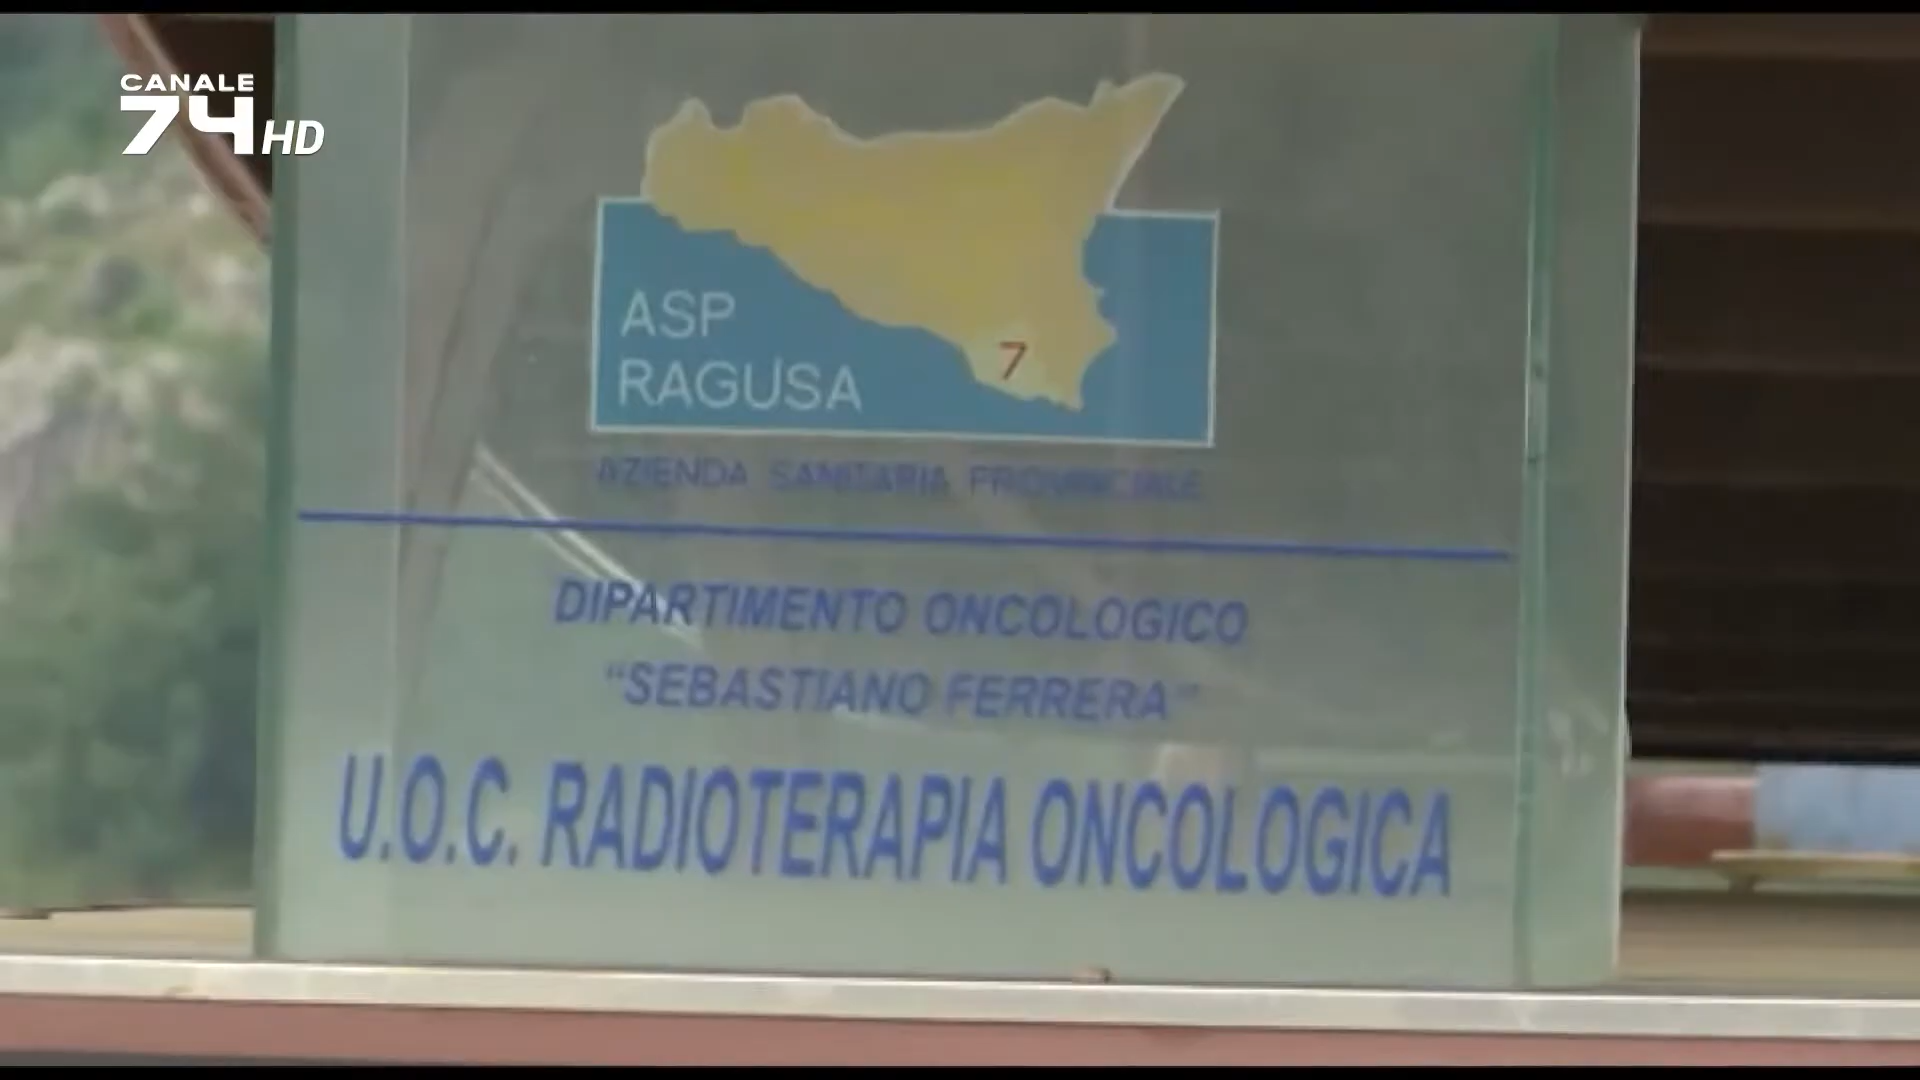 CANALE
74 HD
ASP
RAGUSA
7
AZIENDA SANITARIA PROVINCIALE
DIPARTIMENTO ONCOLOGICO
“SEBASTIANO FERRERA”
U.O.C. RADIOTERAPIA ONCOLOGICA